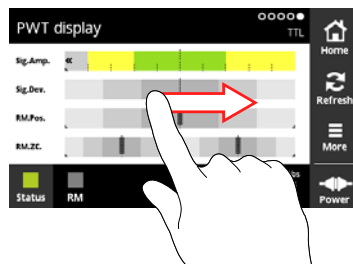 PWT display
TTL
Home
Sig.Amp.
«
Sig.Dev.
Refresh
RM.Pos.
RM.ZC.
More
Status
RM
Power